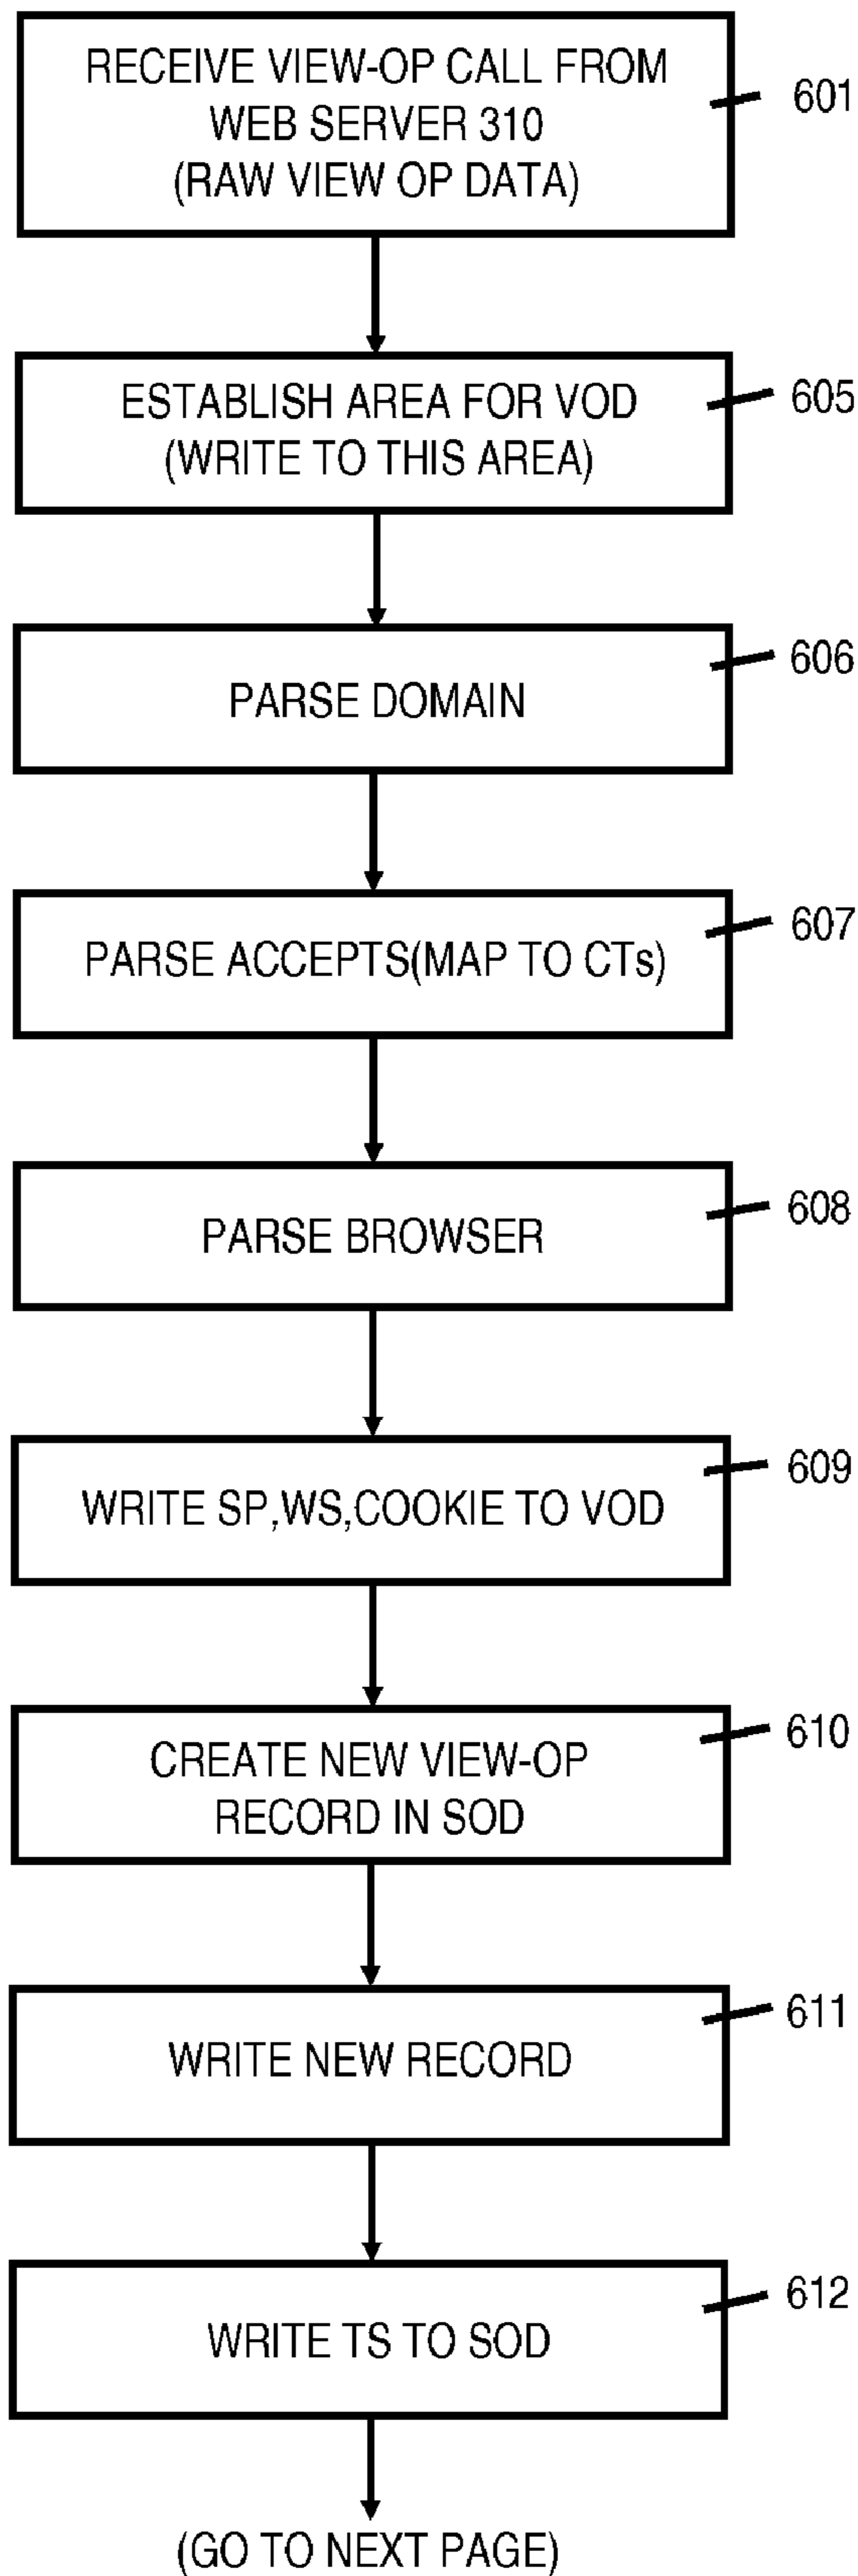 RECEIVE VIEW-OP CALL FROM
WEB SERVER 310
(RAW VIEW OP DATA)
601
ESTABLISH AREA FOR VOD
(WRITE TO THIS AREA)
605
PARSE DOMAIN
606
PARSE ACCEPTS(MAP TO CTs)
607
PARSE BROWSER
608
WRITE SP,WS,COOKIE TO VOD
609
CREATE NEW VIEW-OP
RECORD IN SOD
610
WRITE NEW RECORD
611
WRITE TS TO SOD
612
(GO TO NEXT PAGE)